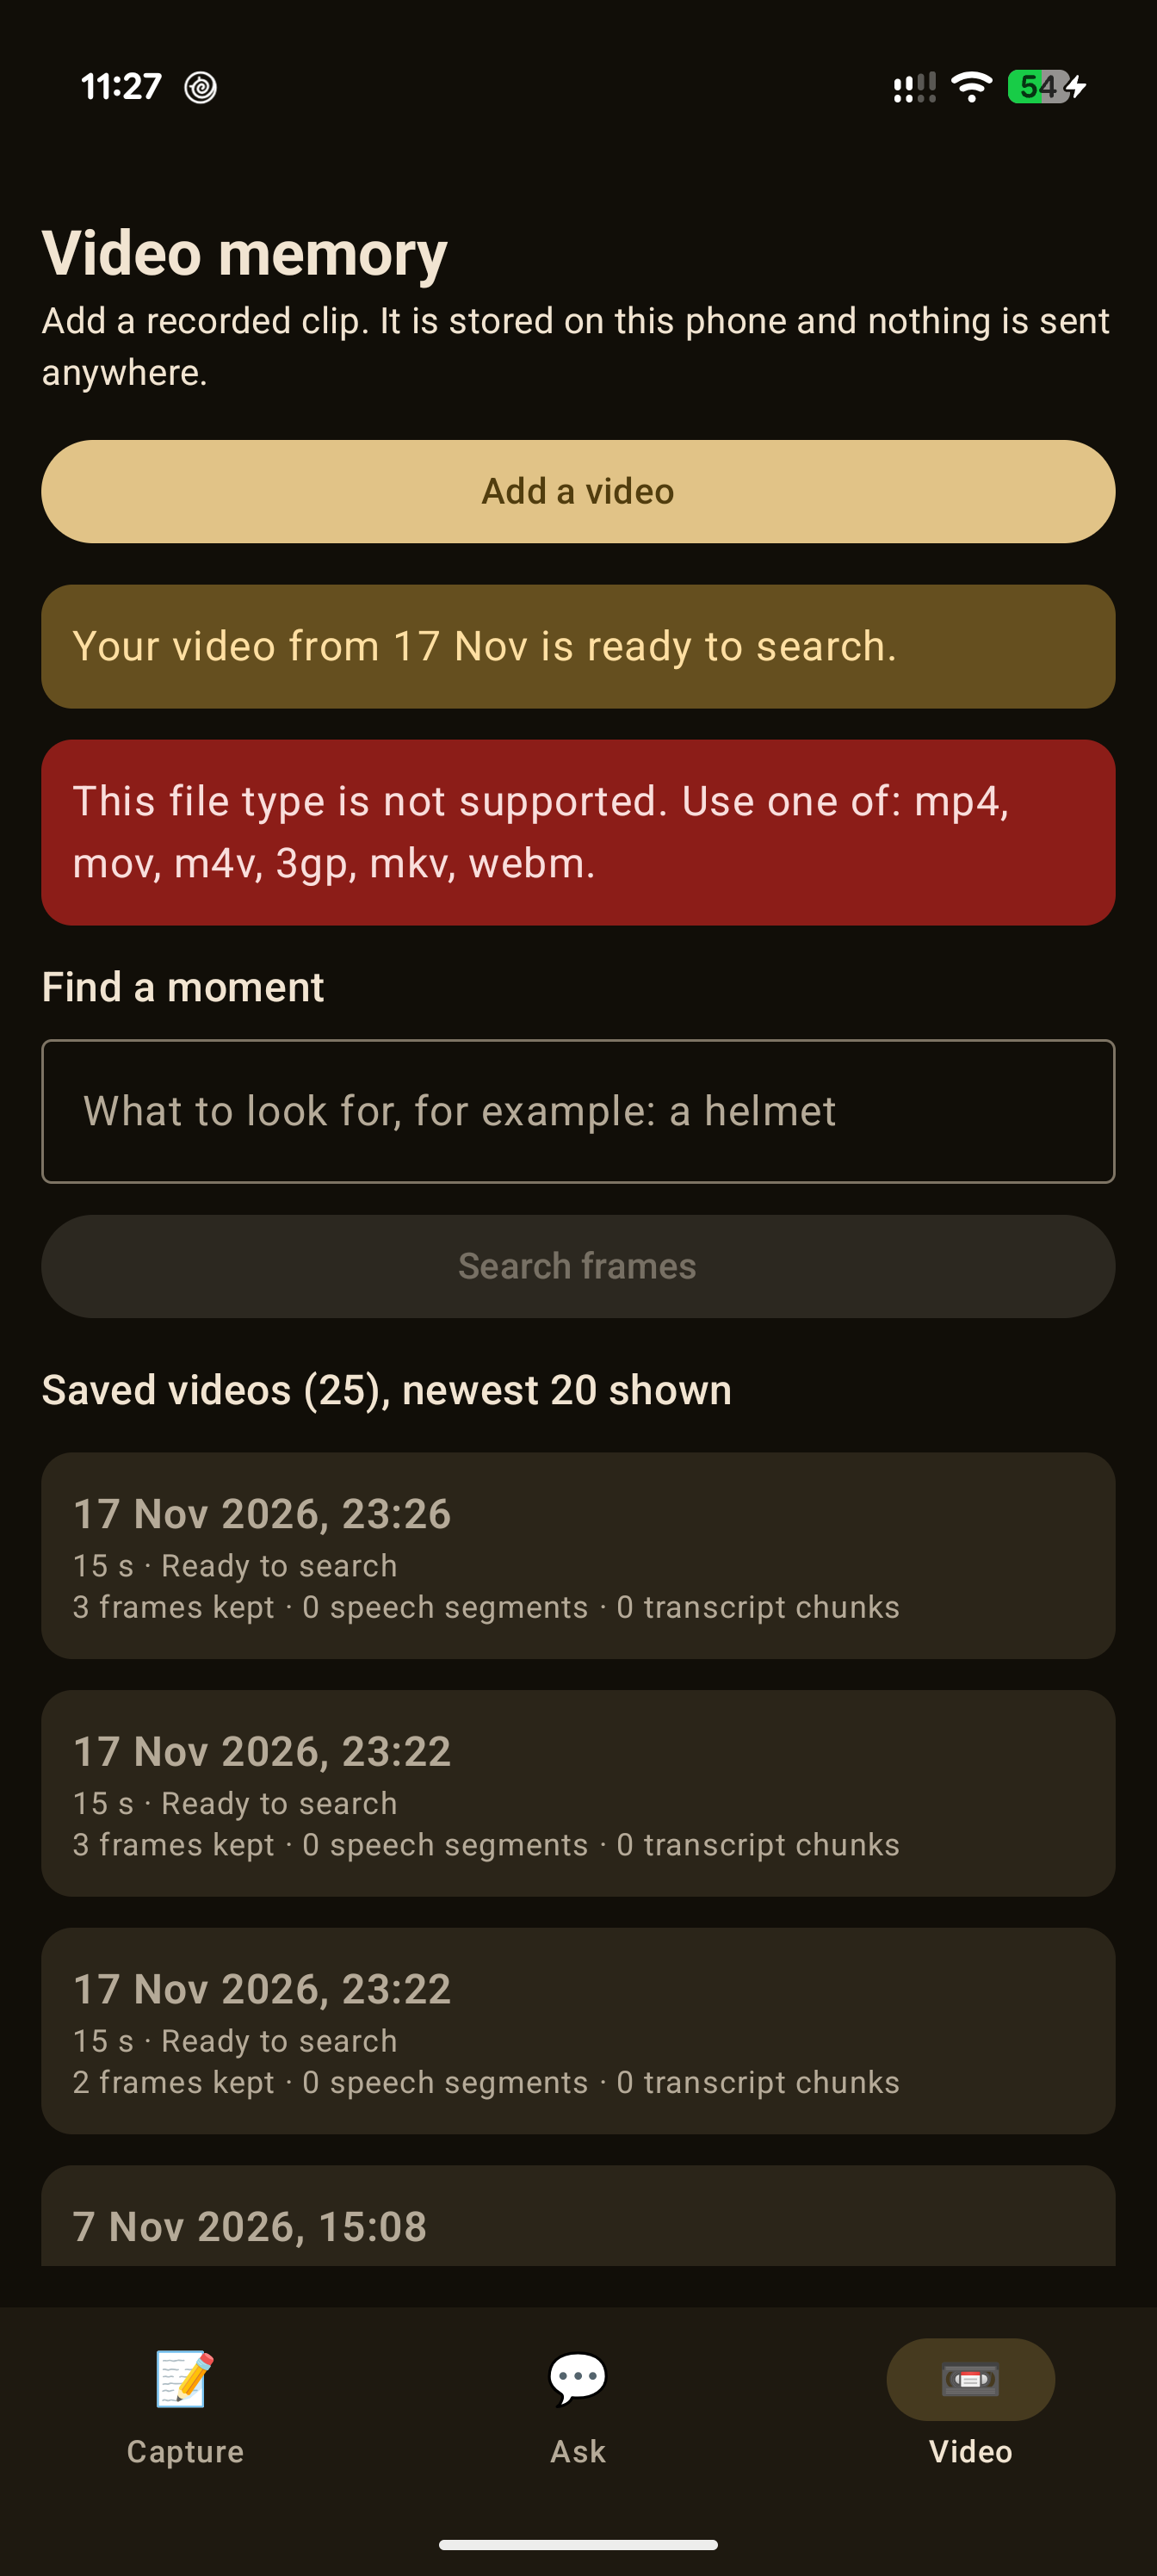 11:27
54
Video memory
Add a recorded clip. It is stored on this phone and nothing is sent
anywhere.
Add a video
Your video from 17 Nov is ready to search.
This file type is not supported. Use one of: mp4,
mov, m4v, 3gp, mkv, webm.
Find a moment
What to look for, for example: a helmet
Search frames
Saved videos (25), newest 20 shown
17 Nov 2026, 23:26
15 s · Ready to search
3 frames kept · 0 speech segments · 0 transcript chunks
17 Nov 2026, 23:22
15 s · Ready to search
3 frames kept · 0 speech segments · 0 transcript chunks
17 Nov 2026, 23:22
15 s · Ready to search
2 frames kept · 0 speech segments · 0 transcript chunks
7 Nov 2026, 15:08
Capture
Ask
Video